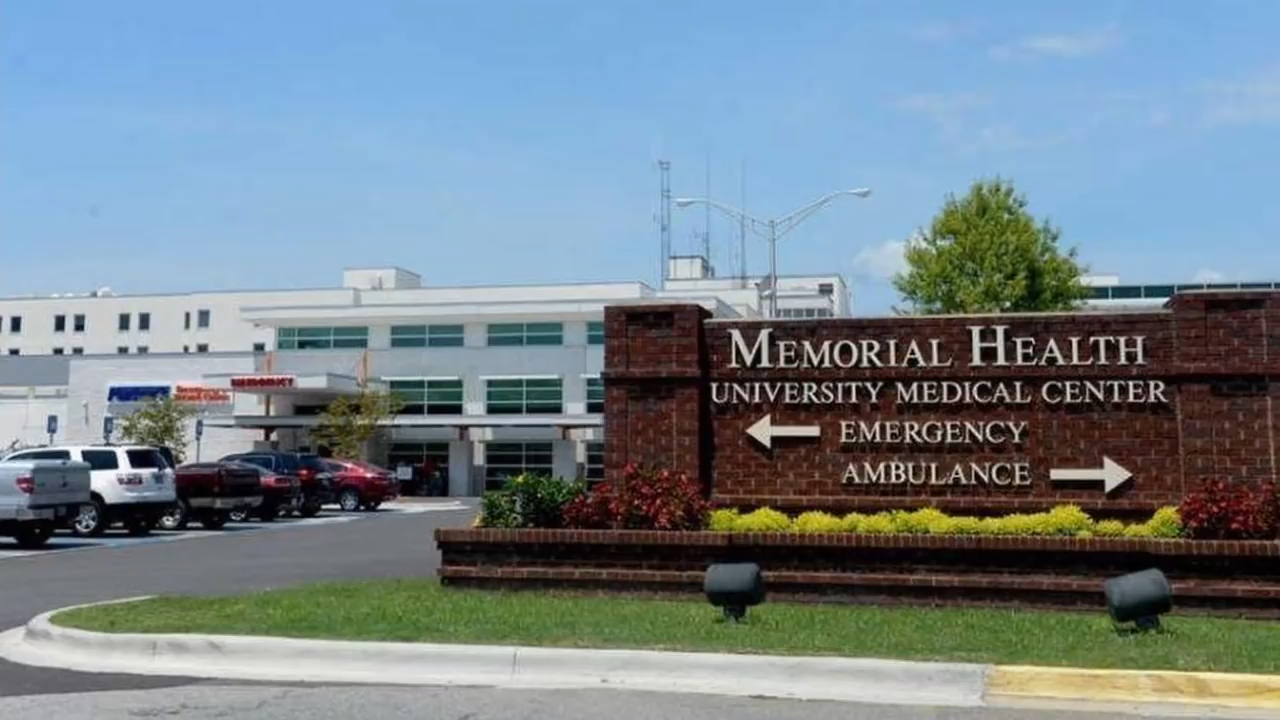 MEMORIAL HEALTH
UNIVERSITY MEDICAL CENTER
EMERGENCY
AMBULANCE
EMERGENCY